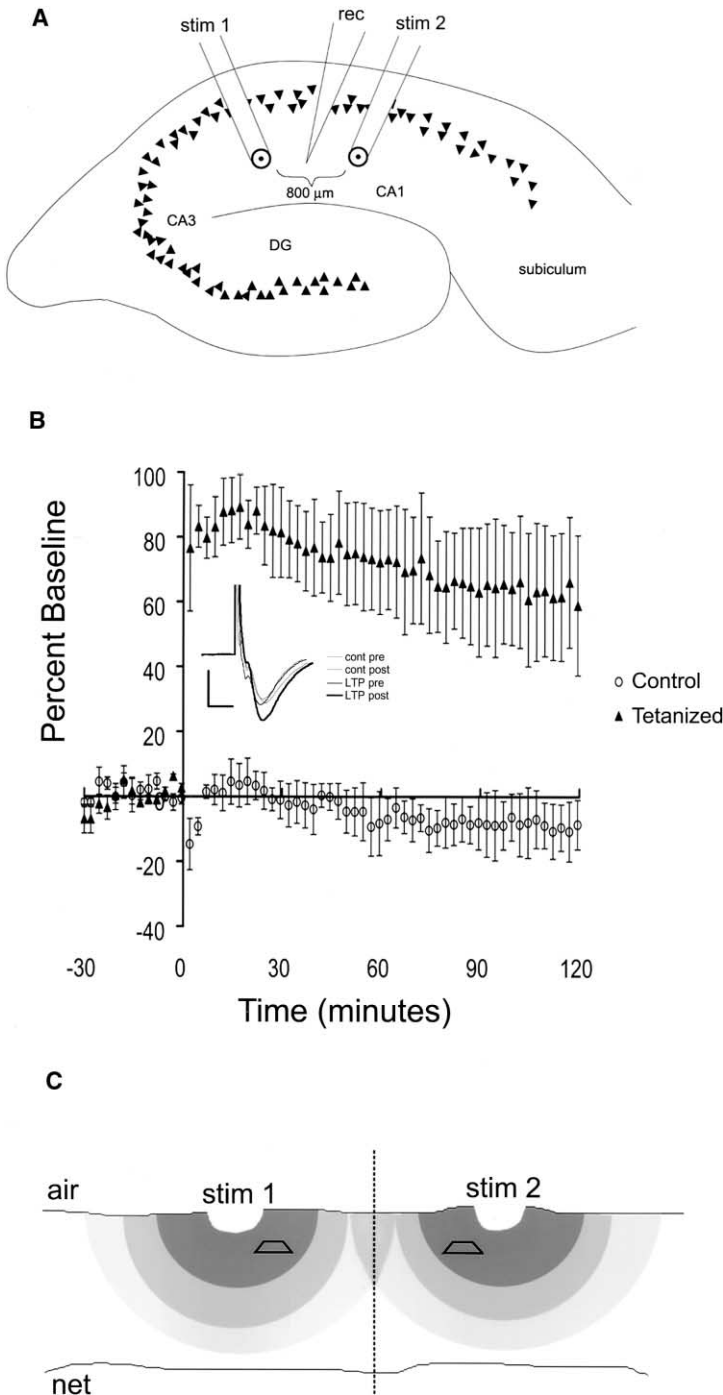 A
stim 1
rec
stim 2
800 µm
CA1
CA3
DG
subiculum
B
Percent Baseline
100
80
60
40
20
0
-20
-40
cont pre
cont post
LTP pre
LTP post
Control
Tetanized
-30
0
30
60
90
120
Time (minutes)
C
air
stim 1
stim 2
net